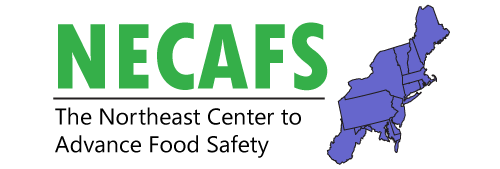 NECAFS
The Northeast Center to
Advance Food Safety